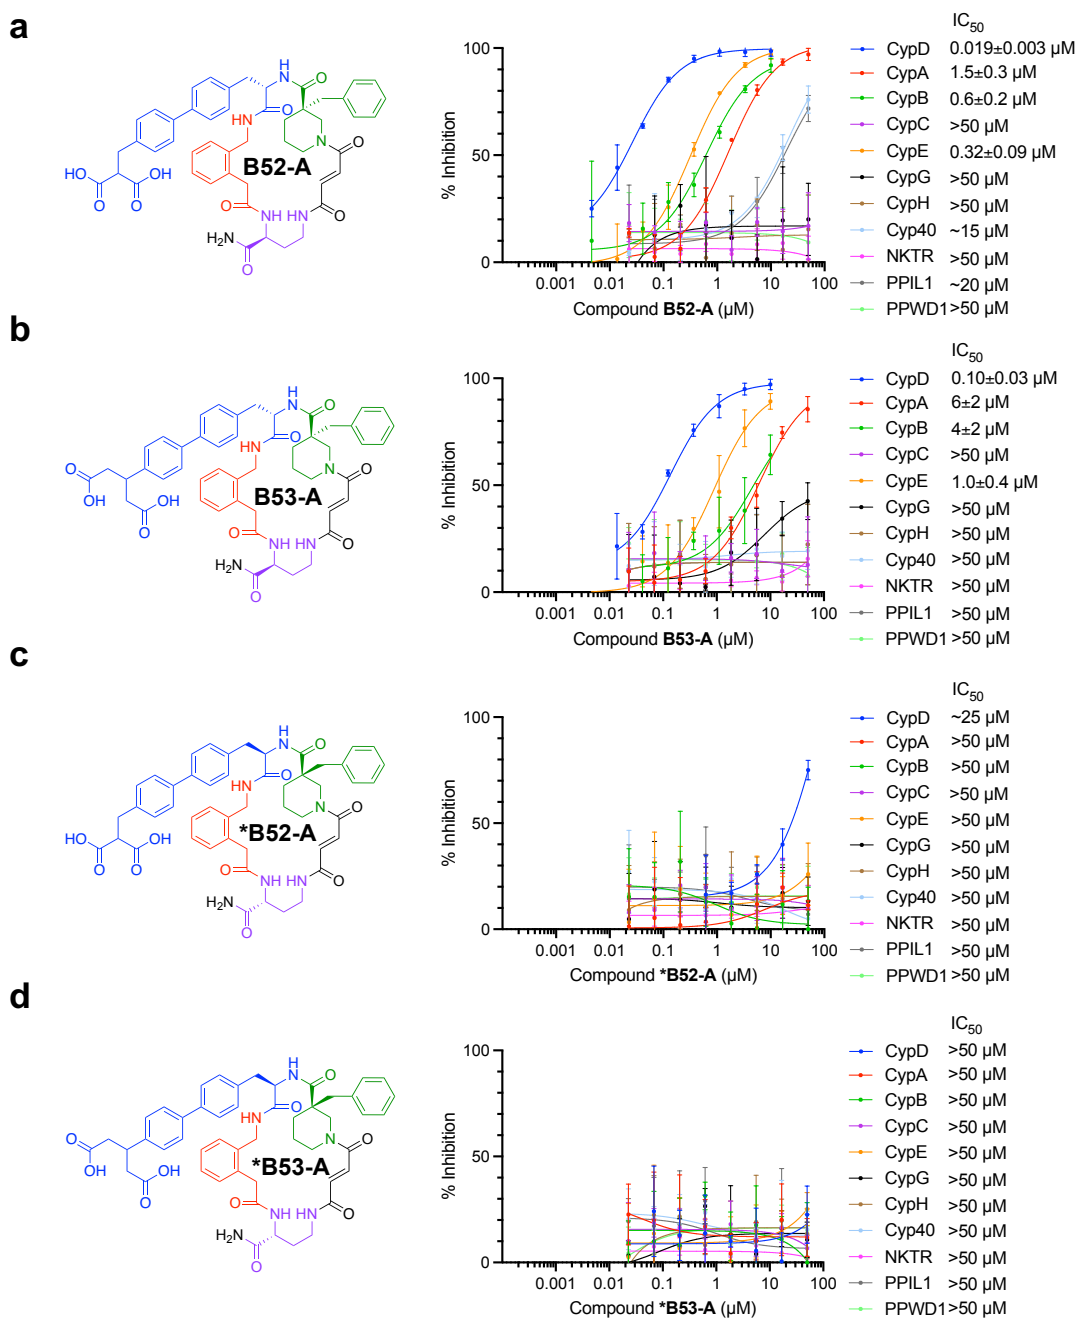 a
IC50
CypD 0.019±0.003 µM
CypA 1.5±0.3 µM
CypB 0.6±0.2 µM
CypC >50 µM
CypE 0.32±0.09 µM
CypG >50 µM
CypH >50 µM
Cyp40 ~15 µM
NKTR >50 µM
PPIL1 ~20 µM
PPWD1 >50 µM
H
N O
O
HN
N O
B52-A
OH OH
O O
O
NH HN
O
H2N
O
% Inhibition
100
50
0
0.001 0.01 0.1 1 10 100
Compound B52-A (µM)
b
IC50
CypD 0.10±0.03 µM
CypA 6±2 µM
CypB 4±2 µM
CypC >50 µM
CypE 1.0±0.4 µM
CypG >50 µM
CypH >50 µM
Cyp40 >50 µM
NKTR >50 µM
PPIL1 >50 µM
PPWD1 >50 µM
H
N O
O
HN
N O
O
OH
B53-A
OH
O
O
NH HN
O
H2N
O
% Inhibition
100
50
0
0.001 0.01 0.1 1 10 100
Compound B53-A (µM)
c
IC50
CypD ~25 µM
CypA >50 µM
CypB >50 µM
CypC >50 µM
CypE >50 µM
CypG >50 µM
CypH >50 µM
Cyp40 >50 µM
NKTR >50 µM
PPIL1 >50 µM
PPWD1 >50 µM
H
N O
O
HN
N O
*B52-A
OH OH
O O
O
NH HN
O
H2N
O
% Inhibition
100
50
0
0.001 0.01 0.1 1 10 100
Compound *B52-A (µM)
d
IC50
CypD >50 µM
CypA >50 µM
CypB >50 µM
CypC >50 µM
CypE >50 µM
CypG >50 µM
CypH >50 µM
Cyp40 >50 µM
NKTR >50 µM
PPIL1 >50 µM
PPWD1 >50 µM
H
N O
O
HN
N O
O
OH
*B53-A
OH
O
O
NH HN
O
H2N
O
% Inhibition
100
50
0
0.001 0.01 0.1 1 10 100
Compound *B53-A (µM)